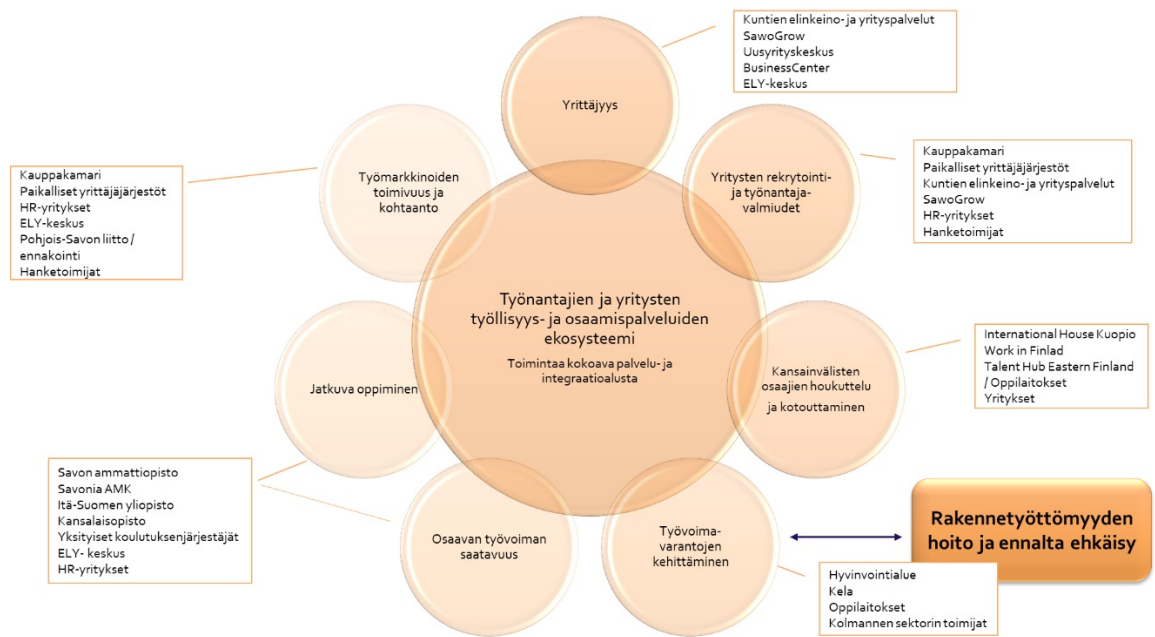 Kuntien elinkeino- ja yrityspalvelut
SawoGrow
Uusyrityskeskus
BusinessCenter
ELY-keskus
Yrittäjyys
Kauppakamari
Paikalliset yrittäjäjärjestöt
Kuntien elinkeino- ja yrityspalvelut
SawoGrow
HR-yritykset
Hanketoimijat
Yritysten rekrytointi-
ja työnantaja-
valmiudet
Työmarkkinoiden
toimivuus ja
kohtaanto
Kauppakamari
Paikalliset yrittäjäjärjestöt
HR-yritykset
ELY-keskus
Pohjois-Savon liitto /
ennakointi
Hanketoimijat
Työnantajien ja yritysten
työllisyys- ja osaamispalveluiden
ekosysteemi
Toimintaa kokoava palvelu- ja
integraatioalusta
International House Kuopio
Work in Finlad
Talent Hub Eastern Finland
/ Oppilaitokset
Yritykset
Kansainvälisten
osaajien houkuttelu
ja kotouttaminen
Jatkuva oppiminen
Savon ammattiopisto
Savonia AMK
Itä-Suomen yliopisto
Kansalaisopisto
Yksityiset koulutuksenjärjestäjät
ELY- keskus
HR-yritykset
Osaavan työvoiman
saatavuus
Työvoima-
varantojen
kehittäminen
Rakennetyöttömyyden
hoito ja ennalta ehkäisy
Hyvinvointialue
Kela
Oppilaitokset
Kolmannen sektorin toimijat